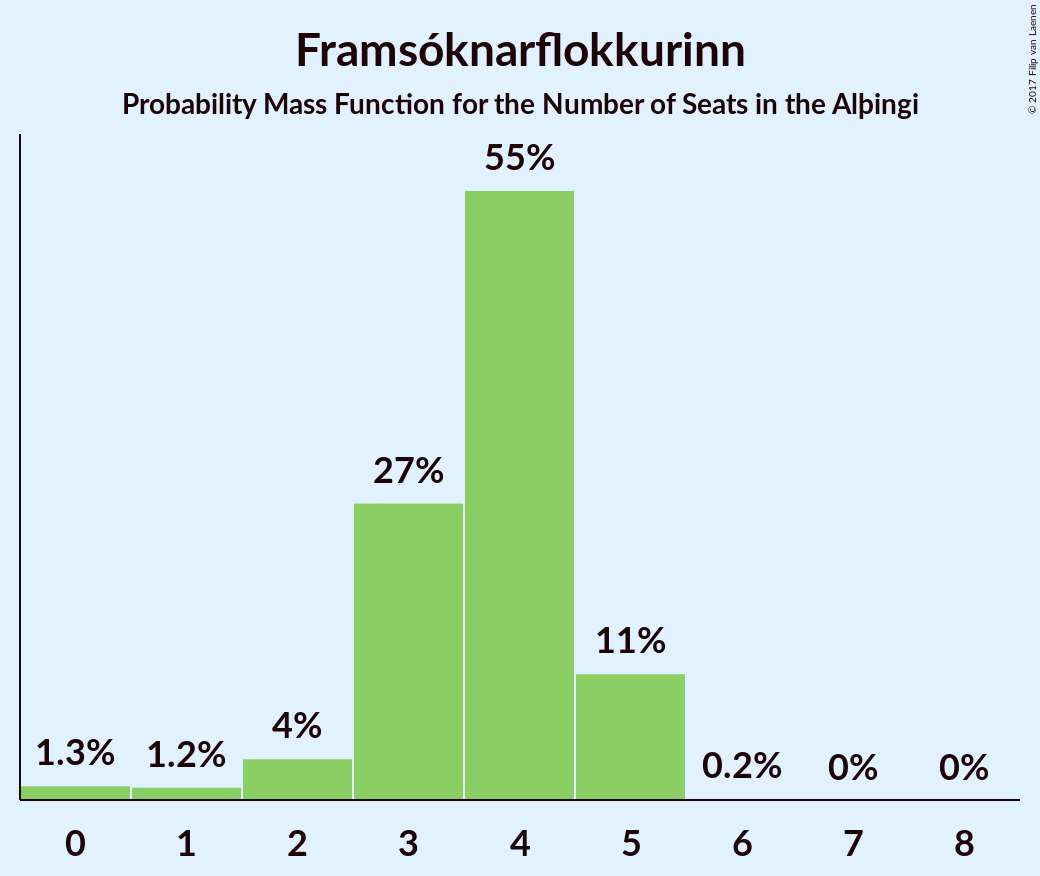 Framsóknarflokkurinn
Probability Mass Function for the Number of Seats in the Alþingi
© 2017 Filip van Laenen
55%
27%
11%
4%
1.3%
1.2%
0.2%
0%
0%
0 1 2 3 4 5 6 7 8